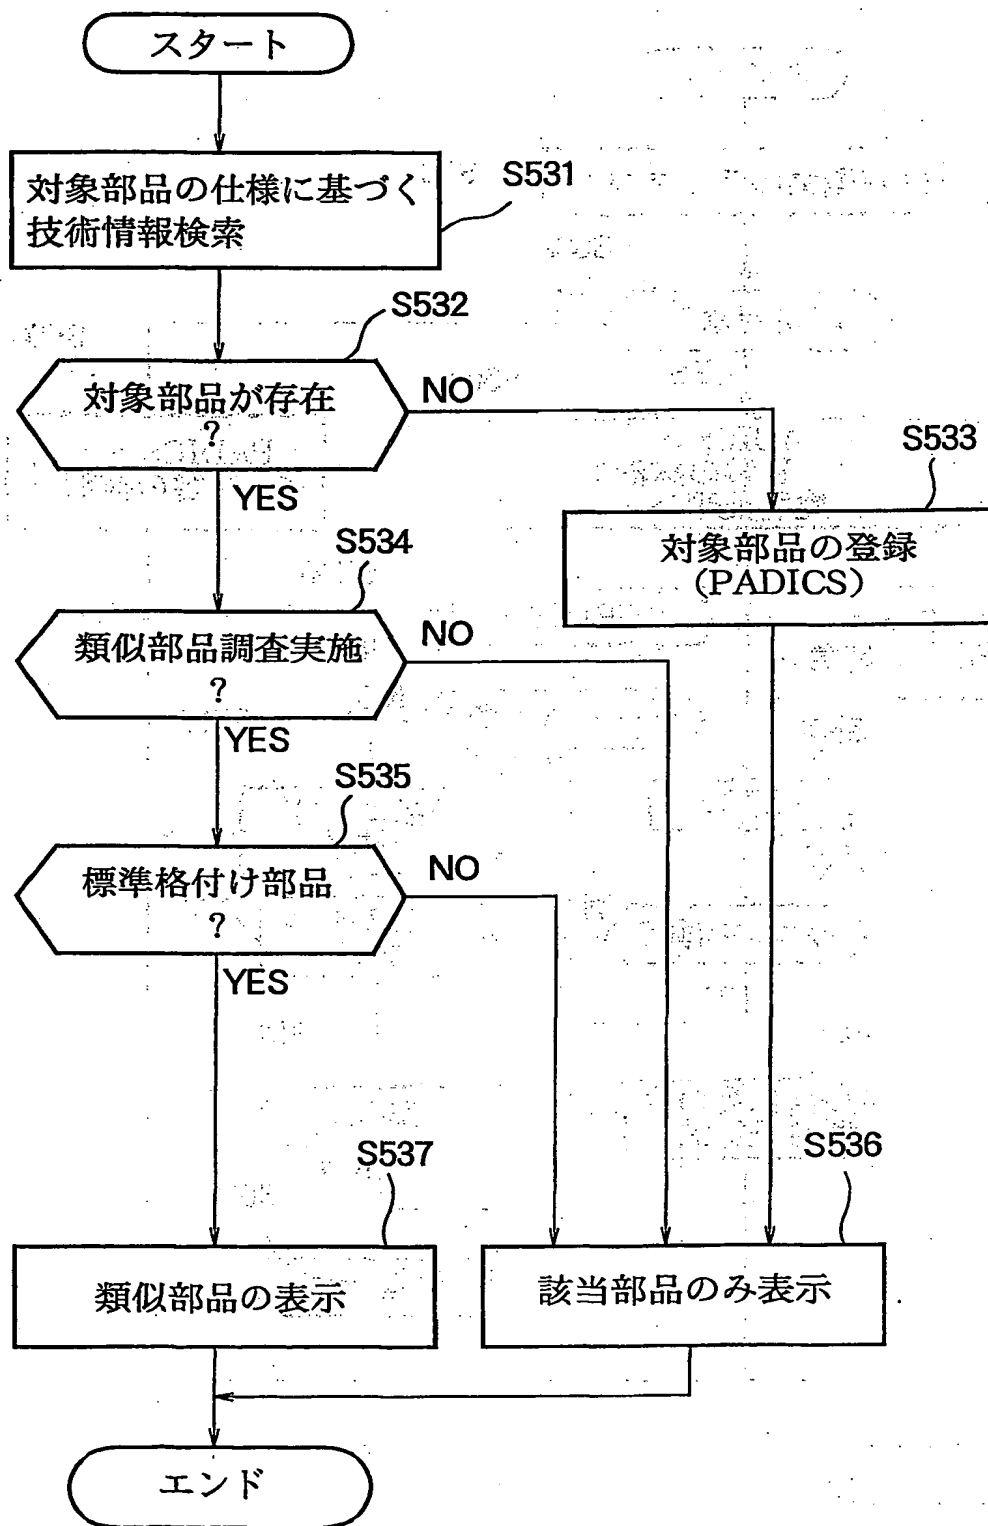 スタート
対象部品の仕様に基づく
技術情報検索
S531
S532
対象部品が存在
?
NO
YES
S533
対象部品の登録
(PADICS)
S534
類似部品調査実施
?
NO
YES
S535
標準格付け部品
?
NO
YES
S537
類似部品の表示
S536
該当部品のみ表示
エンド